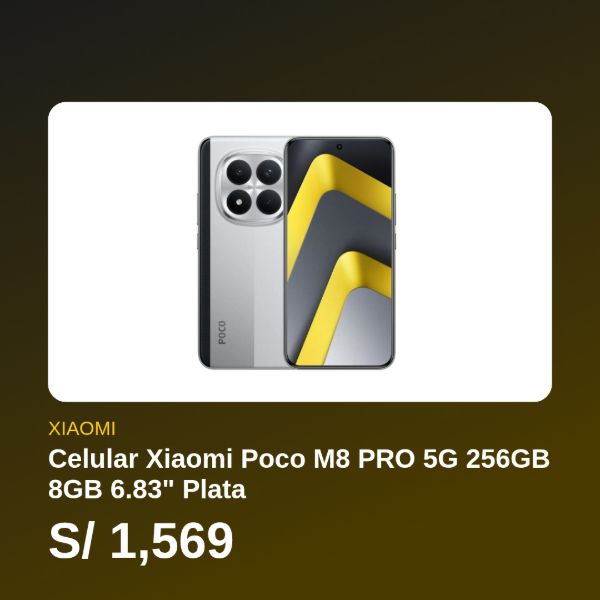 POCO
XIAOMI
Celular Xiaomi Poco M8 PRO 5G 256GB
8GB 6.83" Plata
S/ 1,569